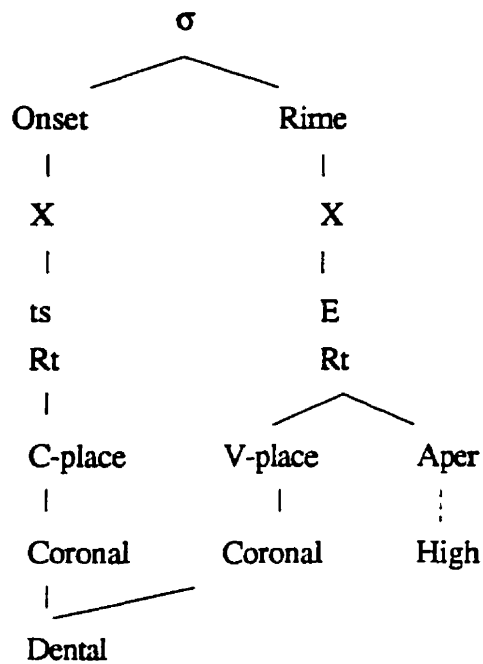 σ
Onset Rime
X X
ts E
Rt Rt
C-place V-place Aper
Coronal Coronal High
Dental